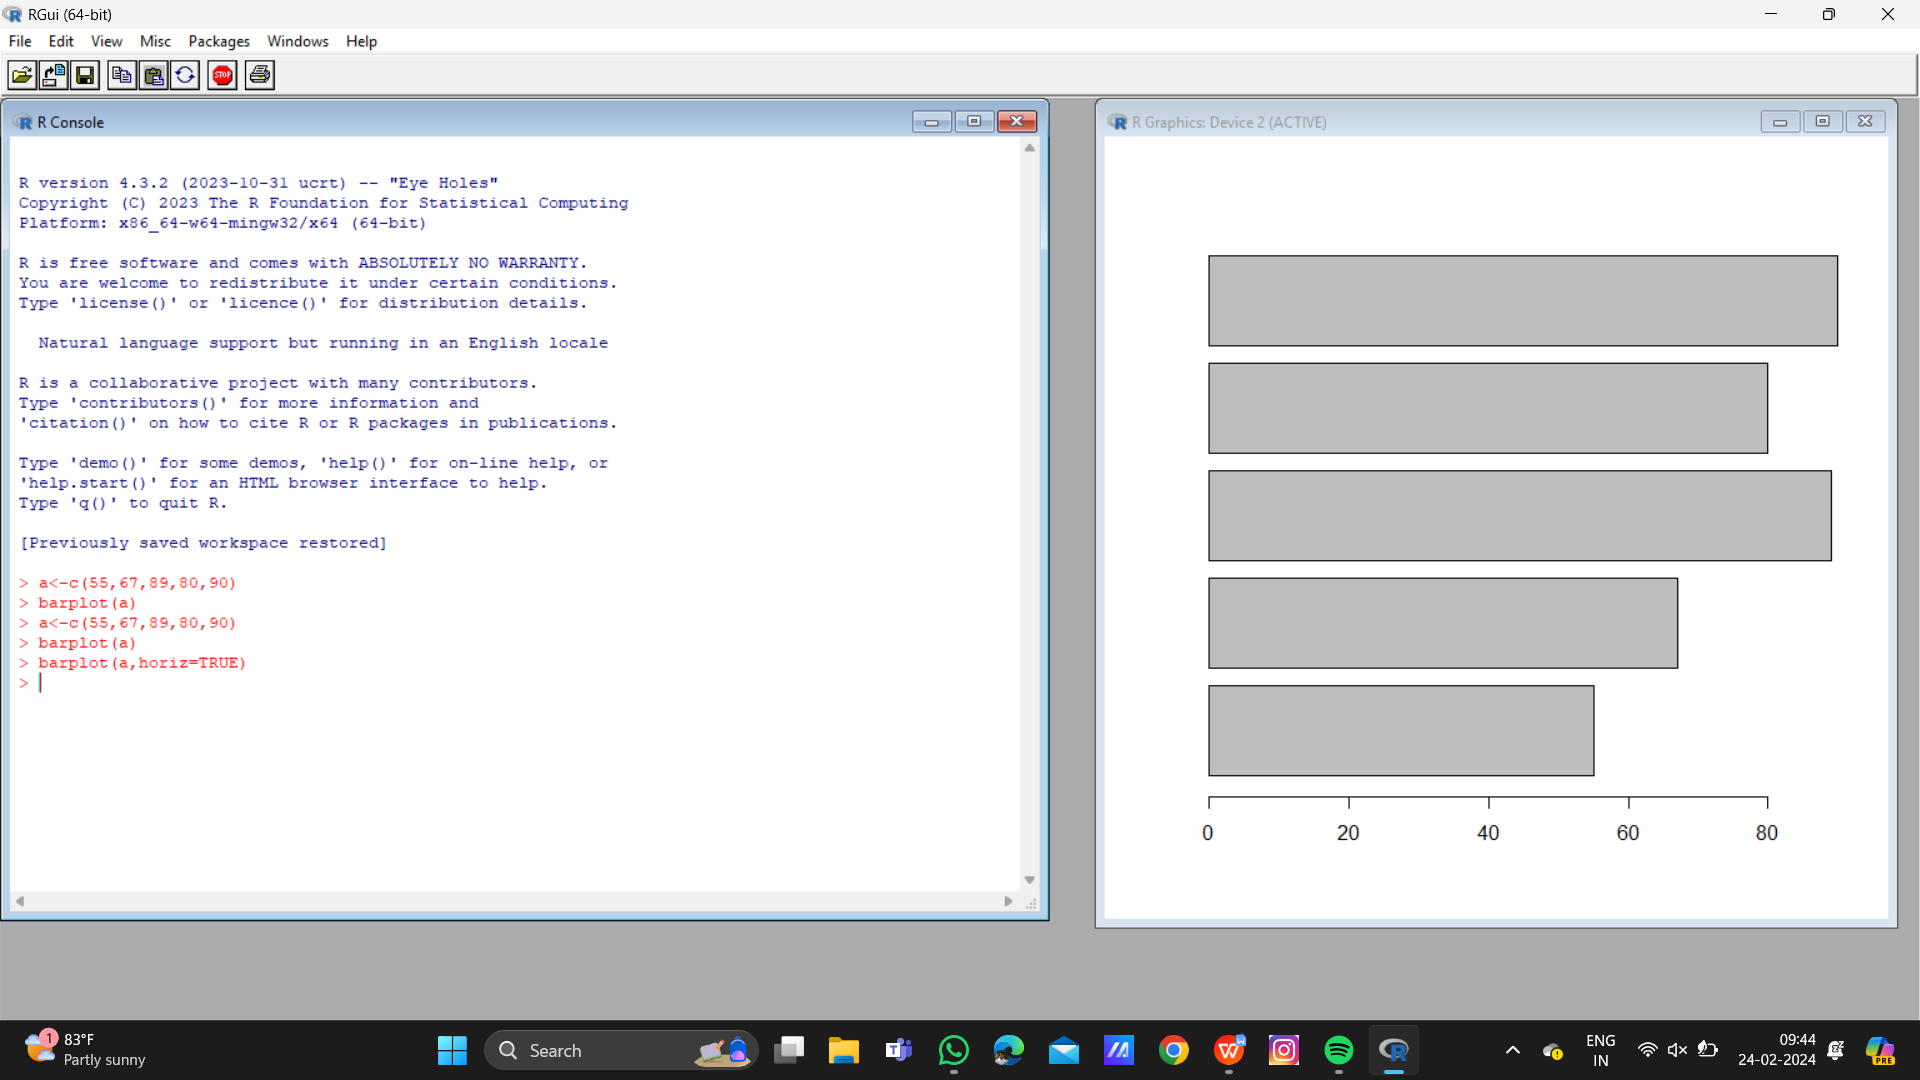 RGui (64-bit)
File Edit View Misc Packages Windows Help
STOP
R Console
R version 4.3.2 (2023-10-31 ucrt) -- "Eye Holes"
Copyright (C) 2023 The R Foundation for Statistical Computing
Platform: x86_64-w64-mingw32/x64 (64-bit)
R is free software and comes with ABSOLUTELY NO WARRANTY.
You are welcome to redistribute it under certain conditions.
Type 'license()' or 'licence()' for distribution details.
Natural language support but running in an English locale
R is a collaborative project with many contributors.
Type 'contributors()' for more information and
'citation()' on how to cite R or R packages in publications.
Type 'demo()' for some demos, 'help()' for on-line help, or
'help.start()' for an HTML browser interface to help.
Type 'q()' to quit R.
[Previously saved workspace restored]
> a<-c(55,67,89,80,90)
> barplot(a)
> a<-c(55,67,89,80,90)
> barplot(a)
> barplot(a,horiz=TRUE)
>
R Graphics: Device 2 (ACTIVE)
0 20 40 60 80
1
83°F
Partly sunny
Search
ENG
IN
09:44
24-02-2024
PRE